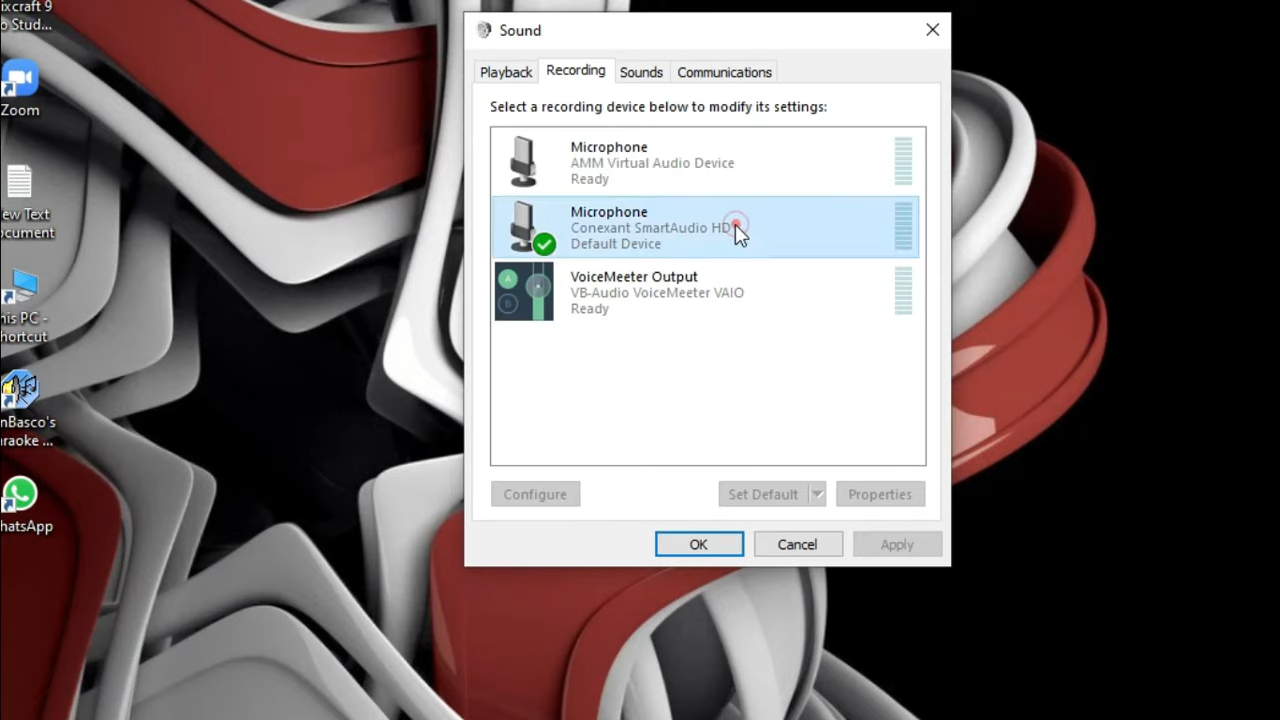 ixcraft 9
o Stud...
Zoom
ew Text
ocument
his PC -
hortcut
nBasco's
araoke ...
hatsApp
Sound
Playback
Recording
Sounds
Communications
Select a recording device below to modify its settings:
Microphone
AMM Virtual Audio Device
Ready
Microphone
Conexant SmartAudio HD
Default Device
A
B
VoiceMeeter Output
VB-Audio VoiceMeeter VAIO
Ready
Configure
Set Default
Properties
OK
Cancel
Apply